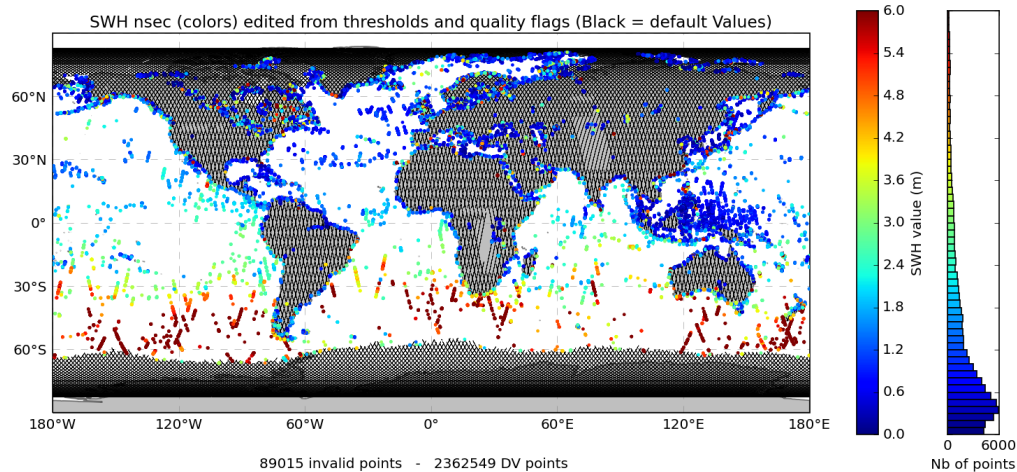 SWH nsec (colors) edited from thresholds and quality flags (Black = default Values)
60°N
30°N
0°
30°S
60°S
180°W
120°W
60°W
0°
60°E
120°E
180°E
89015 invalid points - 2362549 DV points
6.0
5.4
4.8
4.2
3.6
3.0
2.4
1.8
1.2
0.6
0.0
SWH value (m)
0
6000
Nb of points